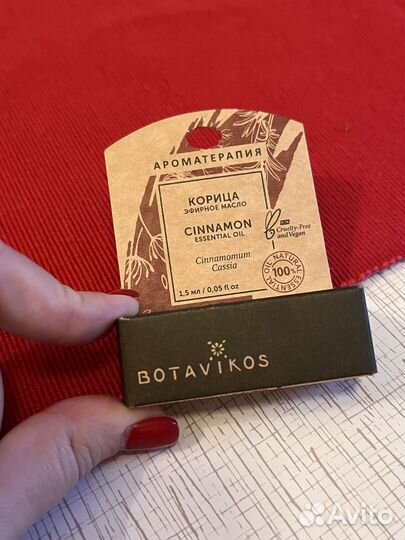 АРОМАТЕРАПИЯ
КОРИЦА
ЭФИРНОЕ МАСЛО
CINNAMON
ESSENTIAL OIL
Cinnamomum
Cassia
1,5 мл / 0,05 fl oz
Cruelty-Free
and Vegan
100%
NATURAL
ESSENTIAL OIL
BOTAVIKOS
Avito